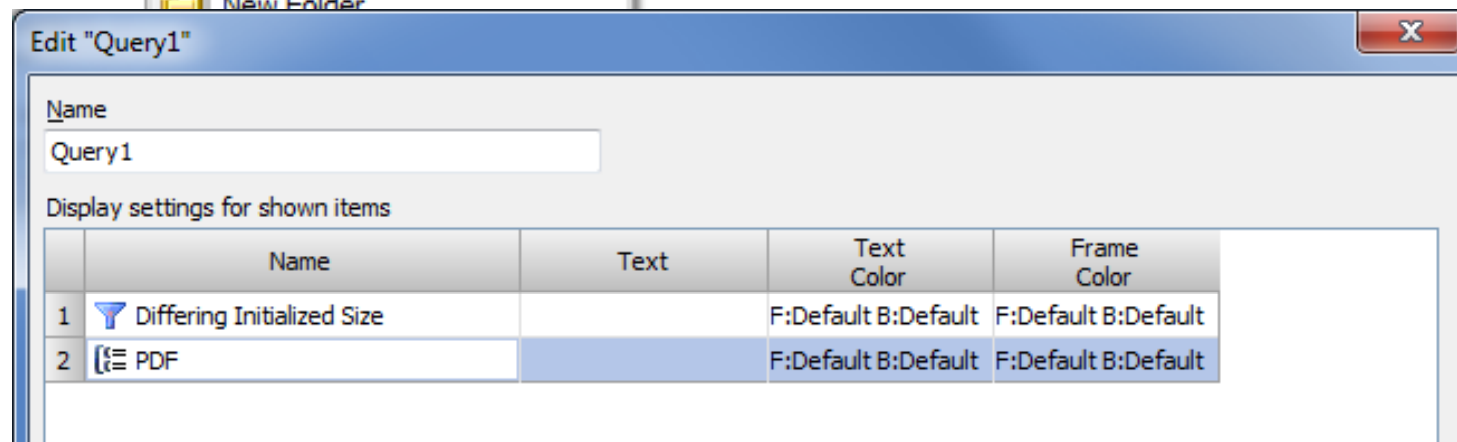 New Folder
Edit "Query1"
Name
Query1
Display settings for shown items
Name Text Text Color Frame Color
1 Differing Initialized Size F:Default B:Default F:Default B:Default
2 PDF F:Default B:Default F:Default B:Default